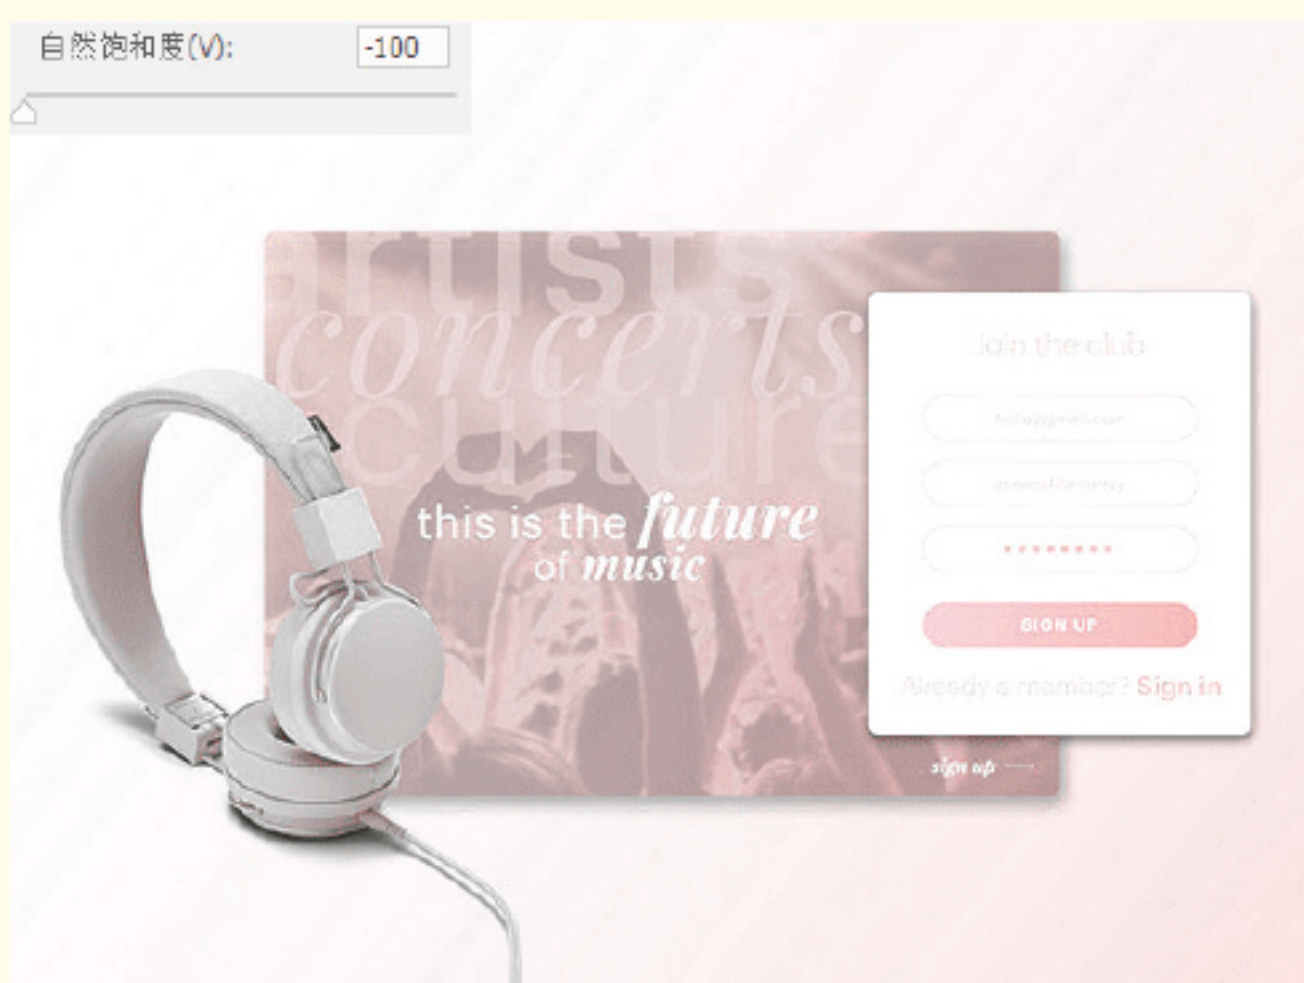 自然饱和度(V):
-100
artists
concerts
culture
this is the future
of music
Join the club
SIGN UP
Already a member? Sign in
sign up